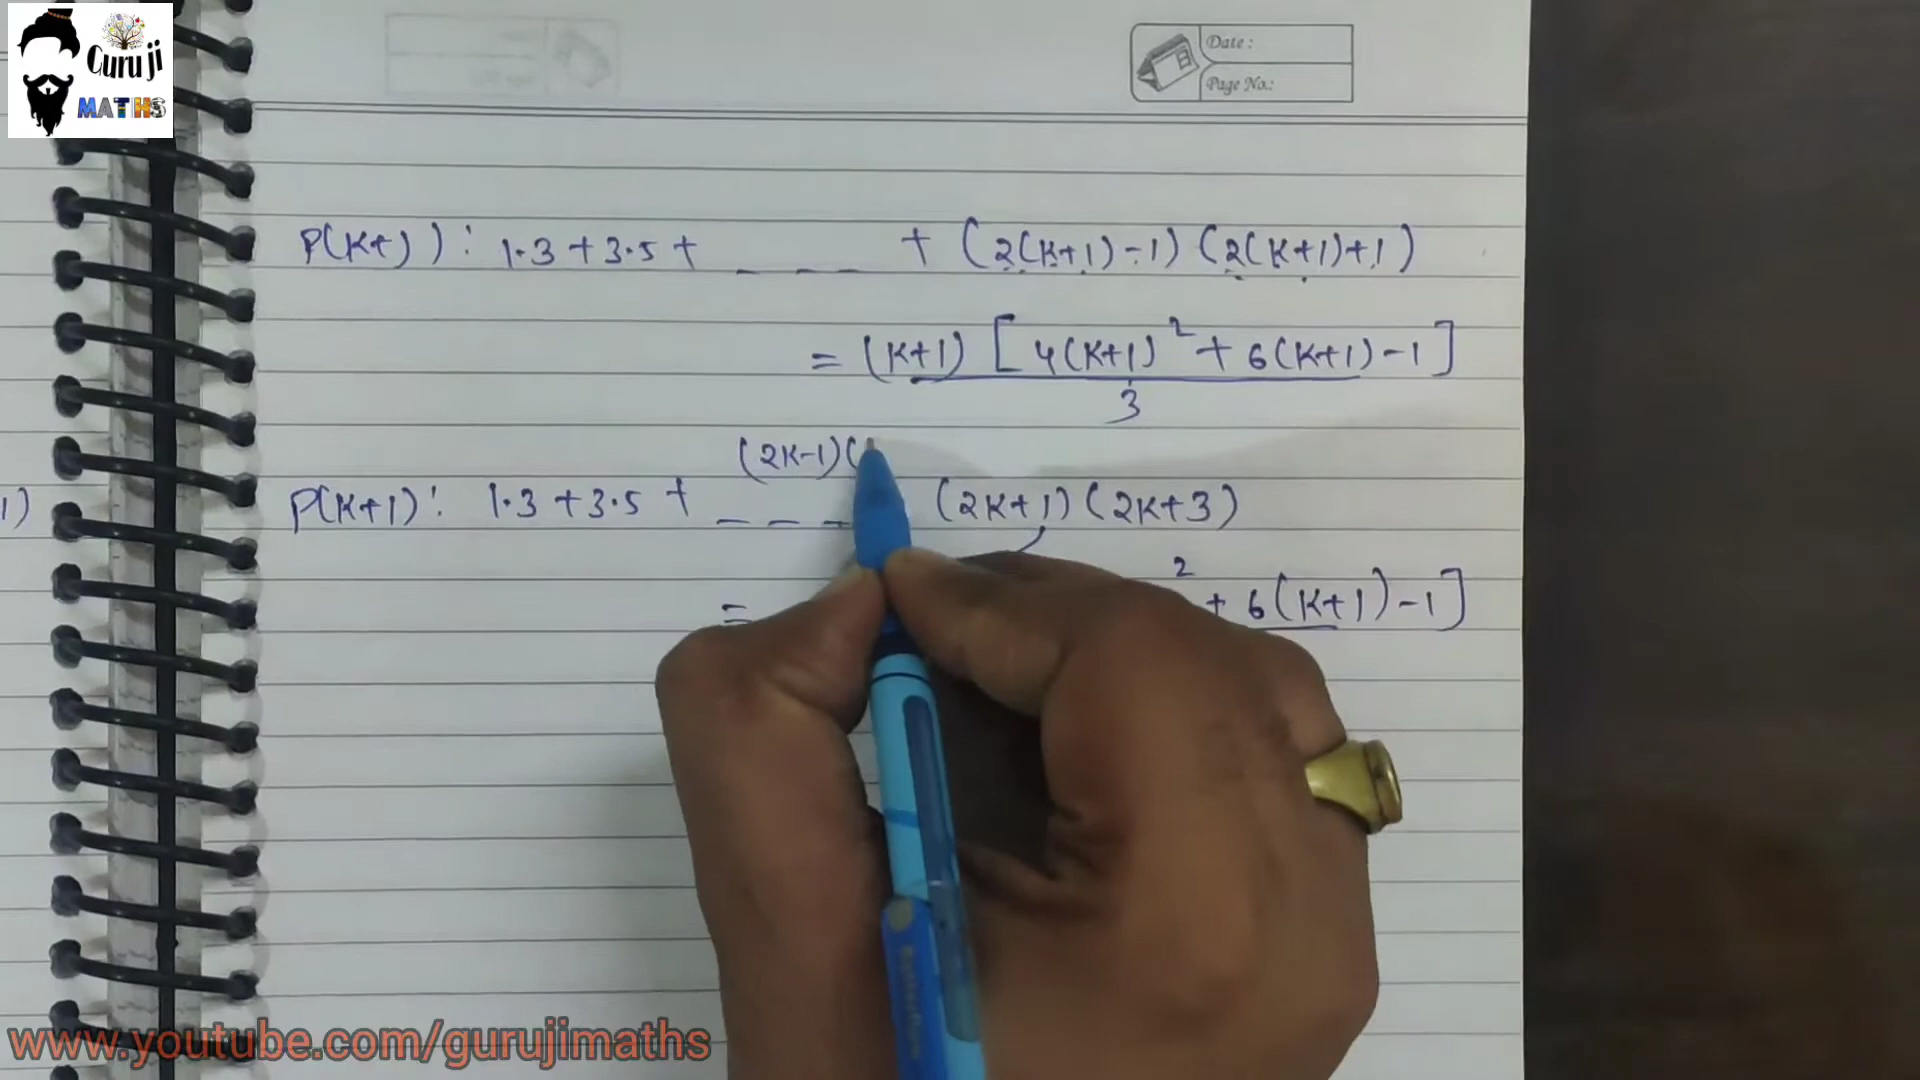 Guru ji
MATHS
Date :
Page No.:
P(K+1) : 1·3 + 3·5 + _ _ _ + (2(K+1)-1) (2(K+1)+1)
= (K+1) [ 4(K+1)² + 6(K+1) - 1 ]
3
(2K-1)(
1)
P(K+1) : 1·3 + 3·5 + _ _ _ (2K+1) (2K+3)
= ² + 6(K+1) - 1 ]
www.youtube.com/gurujimaths